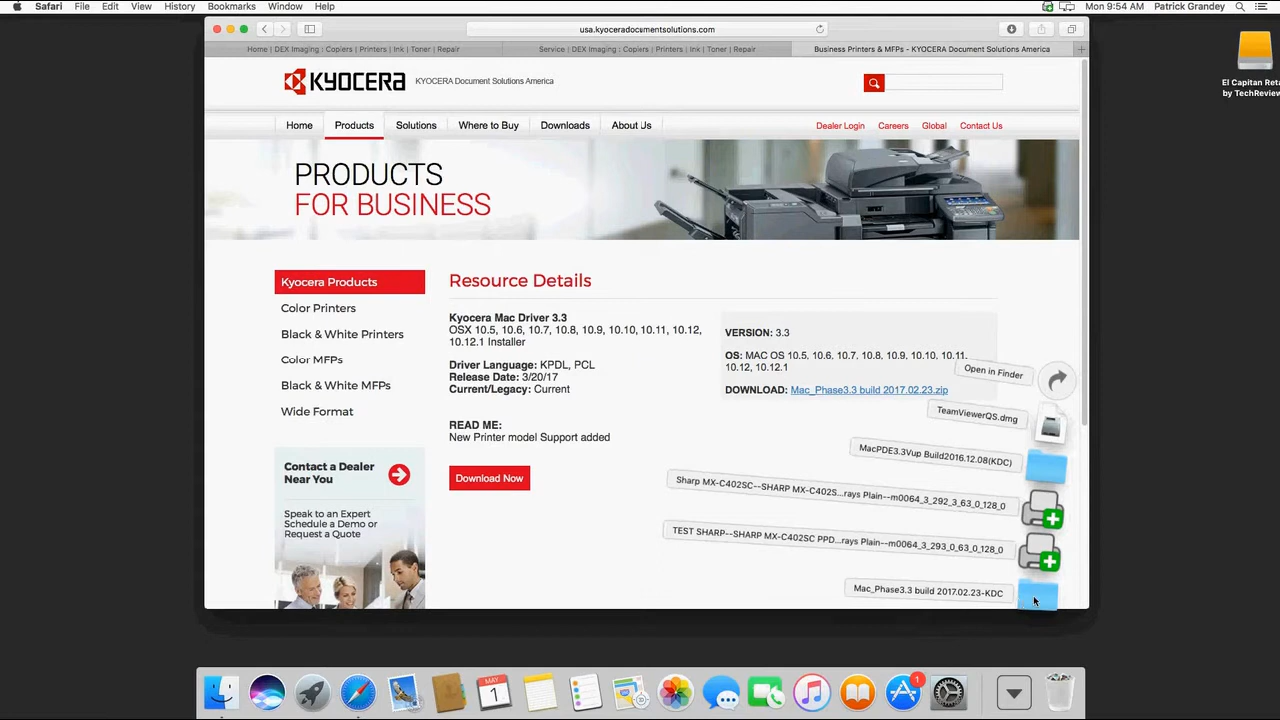 Safari File Edit View History Bookmarks Window Help
Mon 9:54 AM Patrick Grandey
usa.kyoceradocumentsolutions.com
Home | DEX Imaging : Copiers | Printers | Ink | Toner | Repair
Service | DEX Imaging : Copiers | Printers | Ink | Toner | Repair
Business Printers & MFPs - KYOCERA Document Solutions America
El Capitan Reta
by TechReview
KYOCERA
KYOCERA Document Solutions America
Home Products Solutions Where to Buy Downloads About Us
Dealer Login Careers Global Contact Us
PRODUCTS
FOR BUSINESS
Kyocera Products
Color Printers
Black & White Printers
Color MFPs
Black & White MFPs
Wide Format
Contact a Dealer
Near You
Speak to an Expert
Schedule a Demo or
Request a Quote
Resource Details
Kyocera Mac Driver 3.3
OSX 10.5, 10.6, 10.7, 10.8, 10.9, 10.10, 10.11, 10.12,
10.12.1 Installer
Driver Language: KPDL, PCL
Release Date: 3/20/17
Current/Legacy: Current
READ ME:
New Printer model Support added
Download Now
VERSION: 3.3
OS: MAC OS 10.5, 10.6, 10.7, 10.8, 10.9, 10.10, 10.11,
10.12, 10.12.1
DOWNLOAD: Mac_Phase3.3 build 2017.02.23.zip
Open in Finder
TeamViewerQS.dmg
MacPDE3.3Vup Build2016.12.08(KDC)
Sharp MX-C402SC--SHARP MX-C402S...rays Plain--m0064_3_292_3_63_0_128_0
TEST SHARP--SHARP MX-C402SC PPD...rays Plain--m0064_3_293_0_63_0_128_0
Mac_Phase3.3 build 2017.02.23-KDC
MAY
1
1